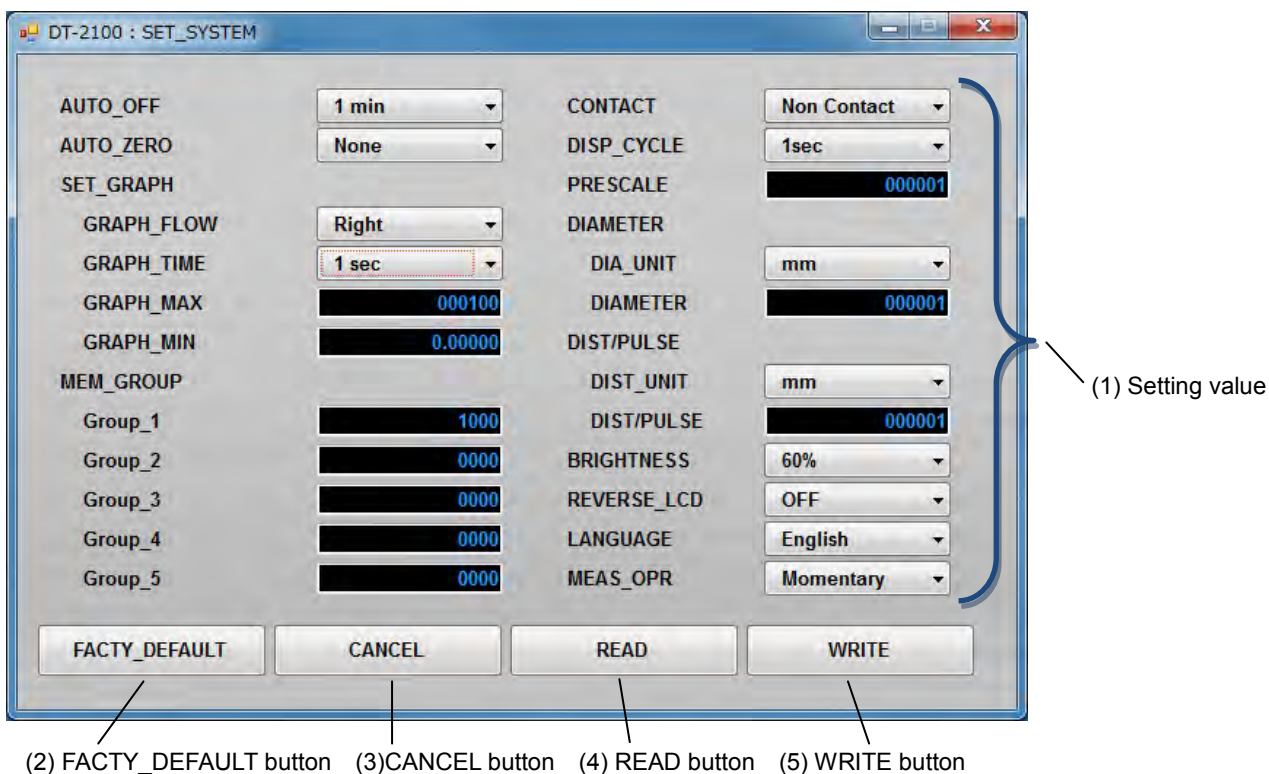 DT-2100 : SET_SYSTEM
AUTO_OFF 1 min CONTACT Non Contact
AUTO_ZERO None DISP_CYCLE 1sec
SET_GRAPH PRESCALE 000001
GRAPH_FLOW Right DIAMETER
GRAPH_TIME 1 sec DIA_UNIT mm
GRAPH_MAX 000100 DIAMETER 000001
GRAPH_MIN 0.00000 DIST/PULSE
MEM_GROUP DIST_UNIT mm
(1) Setting value
Group_1 1000 DIST/PULSE 000001
Group_2 0000 BRIGHTNESS 60%
Group_3 0000 REVERSE_LCD OFF
Group_4 0000 LANGUAGE English
Group_5 0000 MEAS_OPR Momentary
FACTY_DEFAULT CANCEL READ WRITE
(2) FACTY_DEFAULT button (3)CANCEL button (4) READ button (5) WRITE button